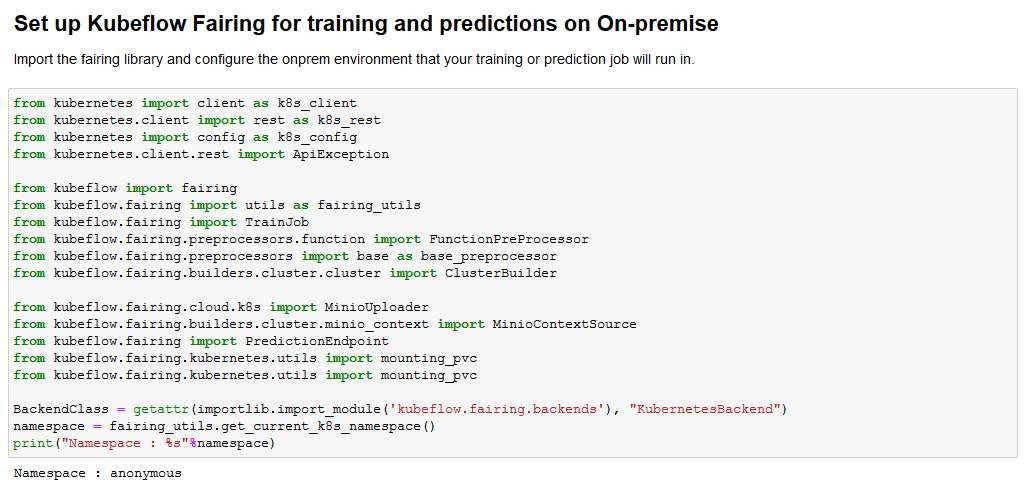 Set up Kubeflow Fairing for training and predictions on On-premise
Import the fairing library and configure the onprem environment that your training or prediction job will run in.
from kubernetes import client as k8s_client
from kubernetes.client import rest as k8s_rest
from kubernetes import config as k8s_config
from kubernetes.client.rest import ApiException
from kubeflow import fairing
from kubeflow.fairing import utils as fairing_utils
from kubeflow.fairing import TrainJob
from kubeflow.fairing.preprocessors.function import FunctionPreProcessor
from kubeflow.fairing.preprocessors import base as base_preprocessor
from kubeflow.fairing.builders.cluster.cluster import ClusterBuilder
from kubeflow.fairing.cloud.k8s import MinioUploader
from kubeflow.fairing.builders.cluster.minio_context import MinioContextSource
from kubeflow.fairing import PredictionEndpoint
from kubeflow.fairing.kubernetes.utils import mounting_pvc
from kubeflow.fairing.kubernetes.utils import mounting_pvc
BackendClass = getattr(importlib.import_module('kubeflow.fairing.backends'), "KubernetesBackend")
namespace = fairing_utils.get_current_k8s_namespace()
print("Namespace : %s"%namespace)
Namespace : anonymous